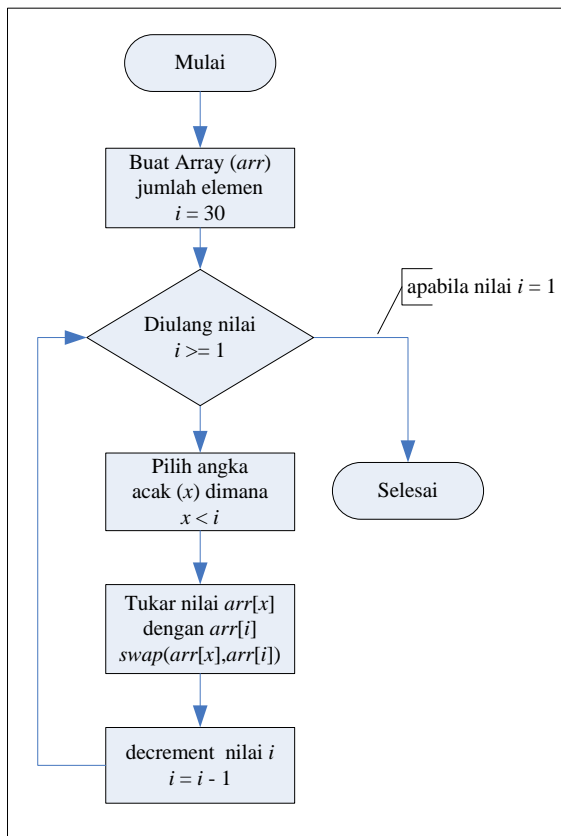 Mulai
Buat Array (arr)
jumlah elemen
i = 30
apabila nilai i = 1
Diulang nilai
i >= 1
Pilih angka
acak (x) dimana
x < i
Selesai
Tukar nilai arr[x]
dengan arr[i]
swap(arr[x],arr[i])
decrement nilai i
i = i - 1